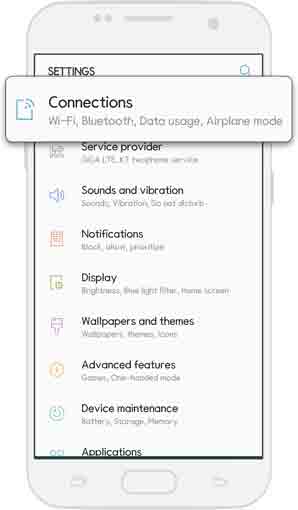 SETTINGS
Connections
Wi-Fi, Bluetooth, Data usage, Airplane mode
Service provider
GiGA LTE, KT twophone service
Sounds and vibration
Sounds, Vibration, Do not disturb
Notifications
Block, allow, prioritize
Display
Brightness, Blue light filter, Home screen
Wallpapers and themes
Wallpapers, themes, Icons
Advanced features
Games, One-handed mode
Device maintenance
Battery, Storage, Memory
Applications